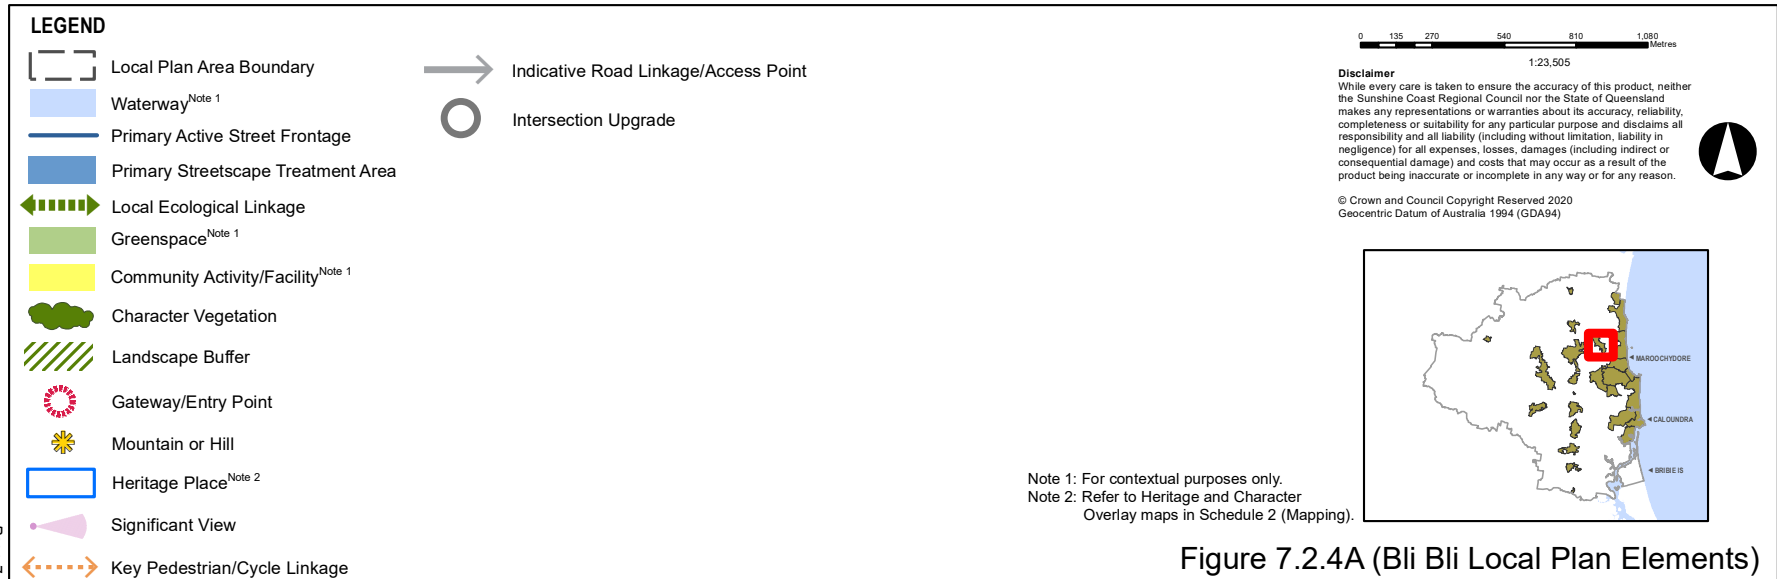 LEGEND
Local Plan Area Boundary
Waterway Note 1
Primary Active Street Frontage
Primary Streetscape Treatment Area
Local Ecological Linkage
Greenspace Note 1
Community Activity/Facility Note 1
Character Vegetation
Landscape Buffer
Gateway/Entry Point
Mountain or Hill
Heritage Place Note 2
Significant View
Key Pedestrian/Cycle Linkage
Indicative Road Linkage/Access Point
Intersection Upgrade
0 135 270 540 810 1,080
Metres
1:23,505
Disclaimer
While every care is taken to ensure the accuracy of this product, neither
the Sunshine Coast Regional Council nor the State of Queensland
makes any representations or warranties about its accuracy, reliability,
completeness or suitability for any particular purpose and disclaims all
responsibility and all liability (including without limitation, liability in
negligence) for all expenses, losses, damages (including indirect or
consequential damage) and costs that may occur as a result of the
product being inaccurate or incomplete in any way or for any reason.
© Crown and Council Copyright Reserved 2020
Geocentric Datum of Australia 1994 (GDA94)
MAROOCHYDORE
CALOUNDRA
BRIBIE IS
Note 1: For contextual purposes only.
Note 2: Refer to Heritage and Character
Overlay maps in Schedule 2 (Mapping).
Figure 7.2.4A (Bli Bli Local Plan Elements)